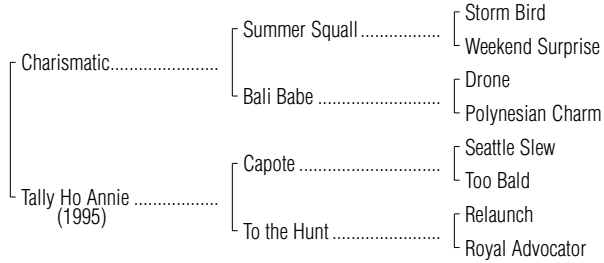 Storm Bird
Summer Squall..................
Weekend Surprise
Charismatic........................
Drone
Bali Babe ...........................
Polynesian Charm
Seattle Slew
Capote ...............................
Too Bald
Tally Ho Annie ..................
(1995)
Relaunch
To the Hunt........................
Royal Advocator